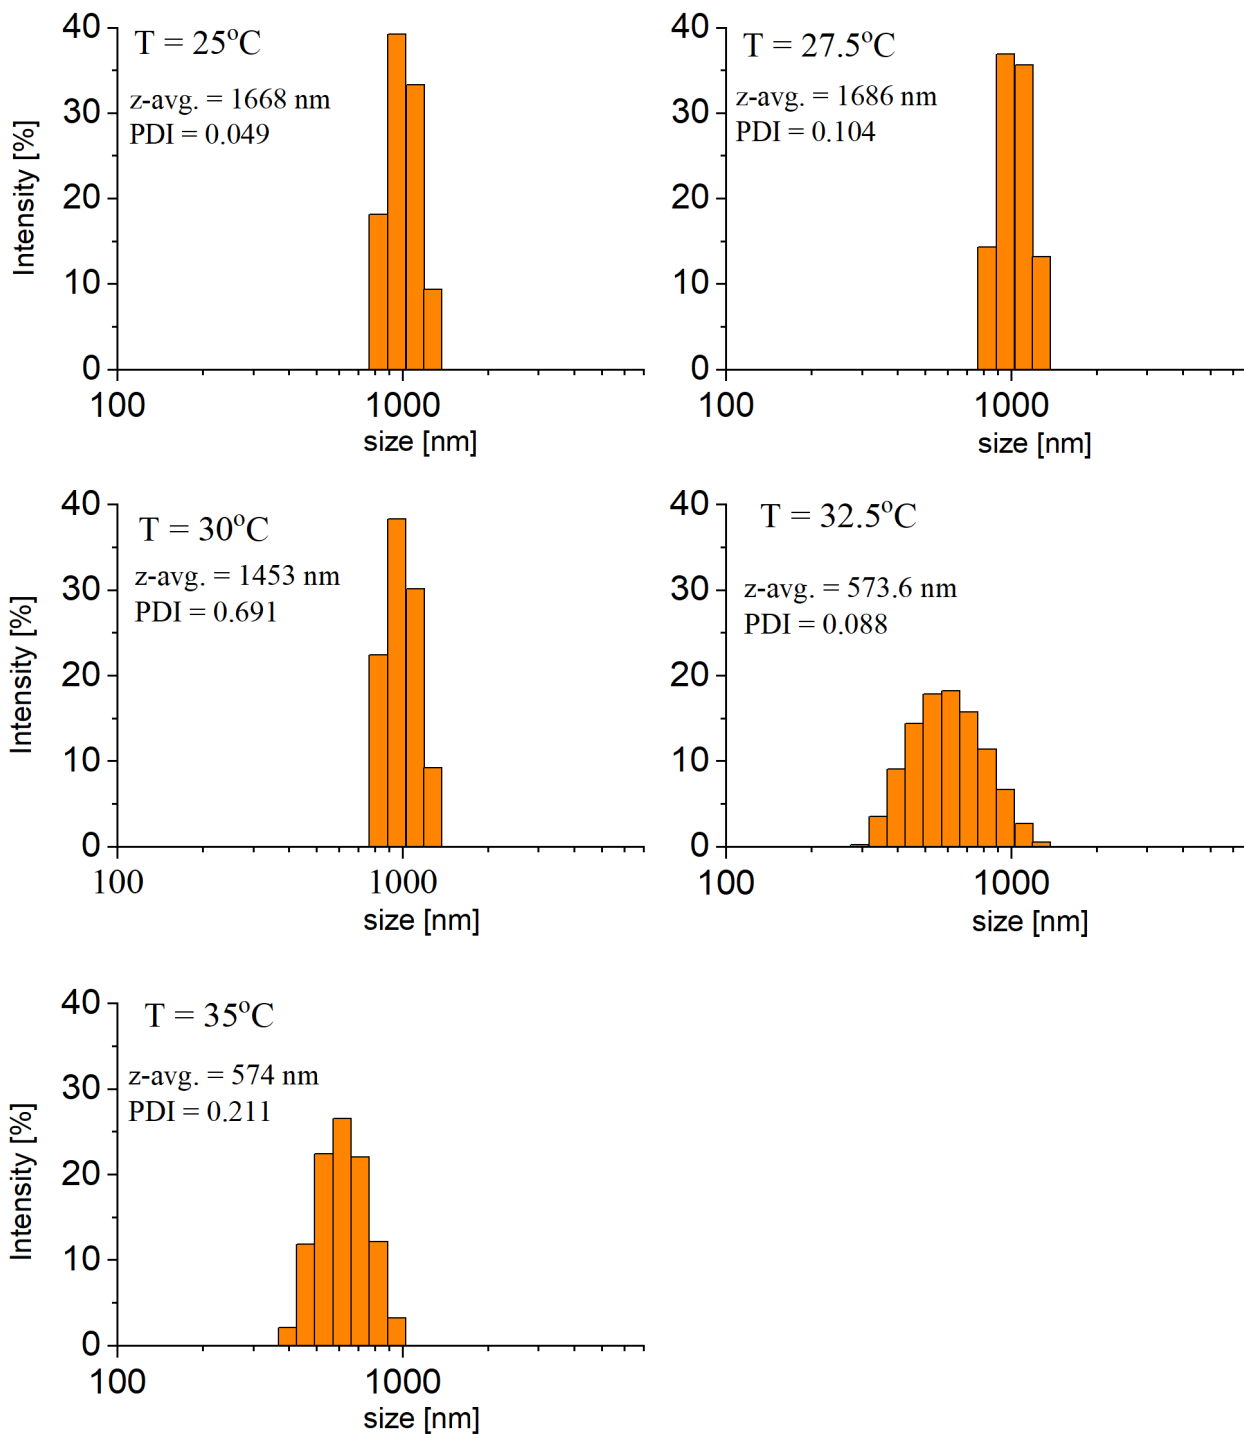 T = 25°C
z-avg. = 1668 nm
PDI = 0.049
Intensity [%]
40
30
20
10
0
100
1000
size [nm]
T = 27.5°C
z-avg. = 1686 nm
PDI = 0.104
40
30
20
10
0
100
1000
size [nm]
T = 30°C
z-avg. = 1453 nm
PDI = 0.691
Intensity [%]
40
30
20
10
0
100
1000
size [nm]
T = 32.5°C
z-avg. = 573.6 nm
PDI = 0.088
40
30
20
10
0
100
1000
size [nm]
T = 35°C
z-avg. = 574 nm
PDI = 0.211
Intensity [%]
40
30
20
10
0
100
1000
size [nm]